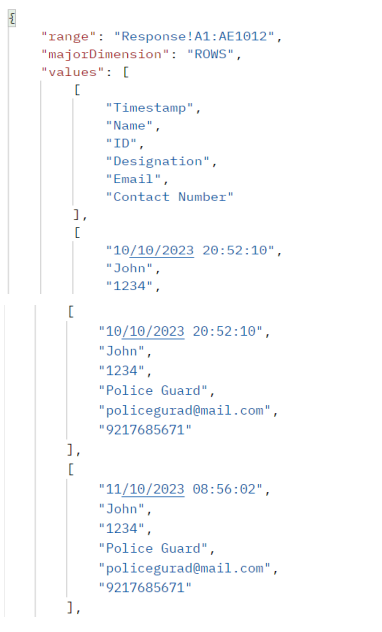 {
"range": "Response!A1:AE1012",
"majorDimension": "ROWS",
"values": [
[
"Timestamp",
"Name",
"ID",
"Designation",
"Email",
"Contact Number"
],
[
"10/10/2023 20:52:10",
"John",
"1234",
[
"10/10/2023 20:52:10",
"John",
"1234",
"Police Guard",
"policegurad@mail.com",
"9217685671"
],
[
"11/10/2023 08:56:02",
"John",
"1234",
"Police Guard",
"policegurad@mail.com",
"9217685671"
],